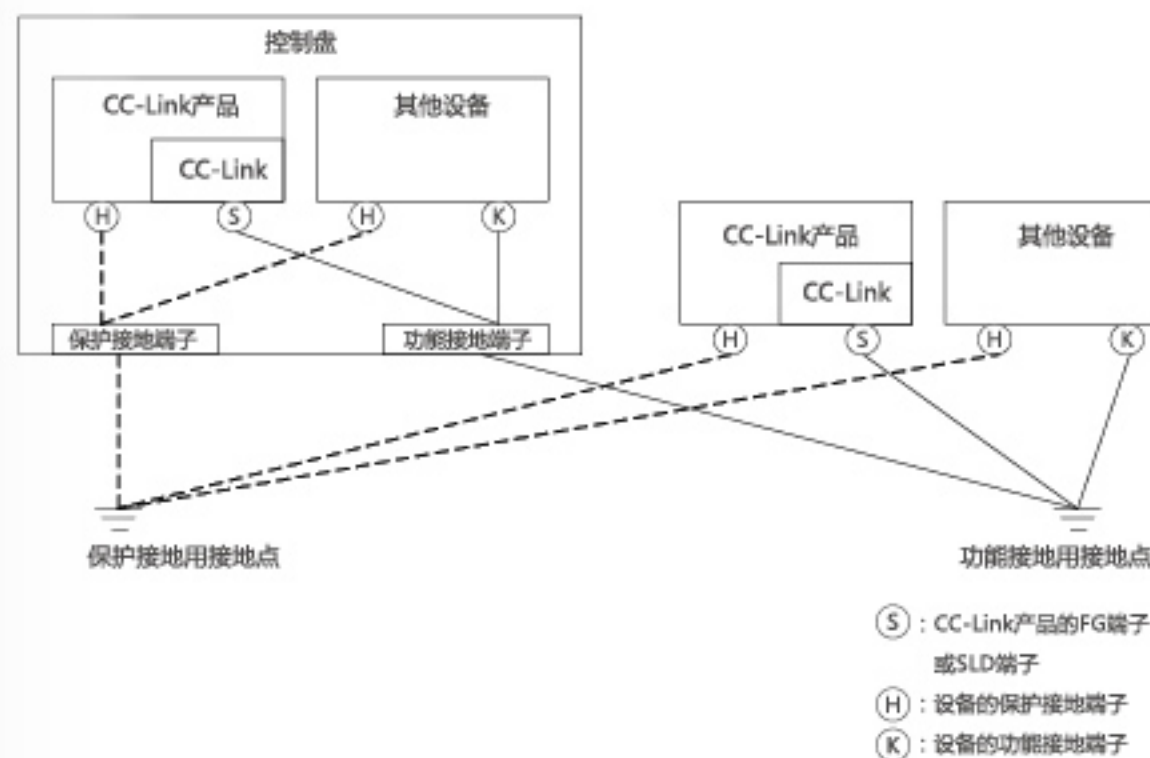 控制盘
CC-Link产品
其他设备
CC-Link
H
S
H
K
保护接地端子
功能接地端子
CC-Link产品
其他设备
CC-Link
H
S
H
K
保护接地用接地点
功能接地用接地点
S：CC-Link产品的FG端子
或SLD端子
H：设备的保护接地端子
K：设备的功能接地端子